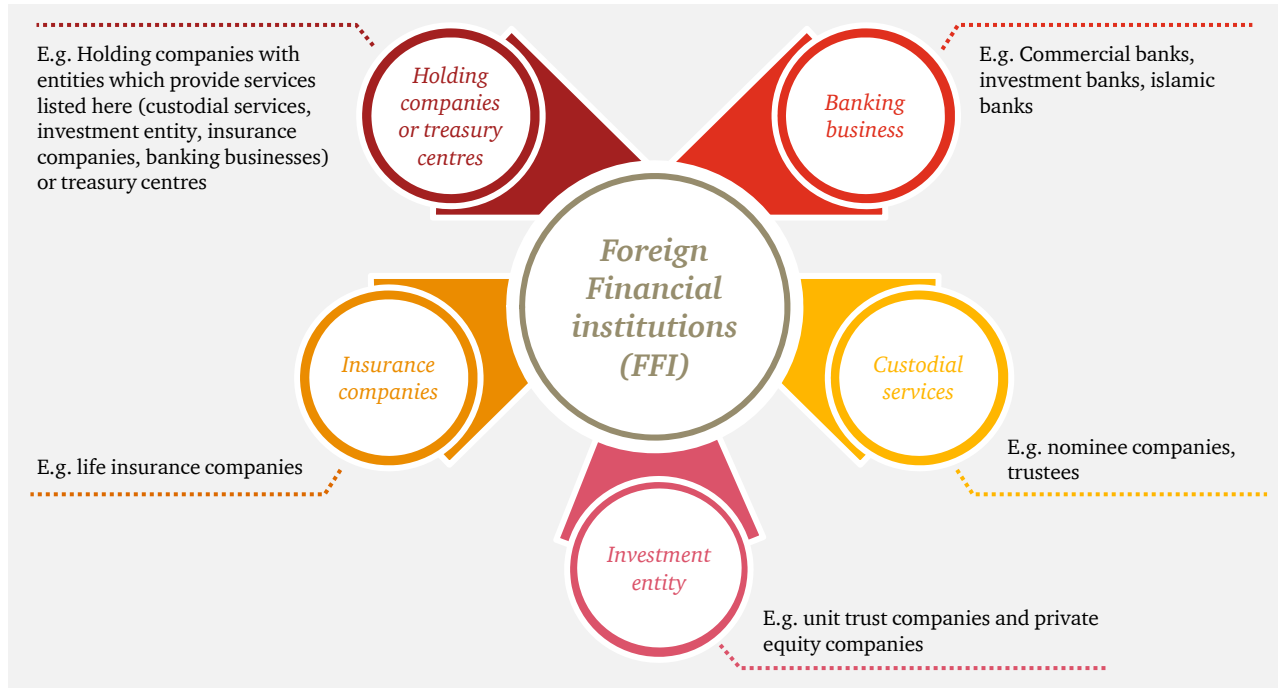 E.g. Holding companies with
entities which provide services
listed here (custodial services,
investment entity, insurance
companies, banking businesses)
or treasury centres
Holding
companies
or treasury
centres
Banking
business
E.g. Commercial banks,
investment banks, islamic
banks
Foreign
Financial
institutions
(FFI)
Insurance
companies
E.g. life insurance companies
Custodial
services
E.g. nominee companies,
trustees
Investment
entity
E.g. unit trust companies and private
equity companies